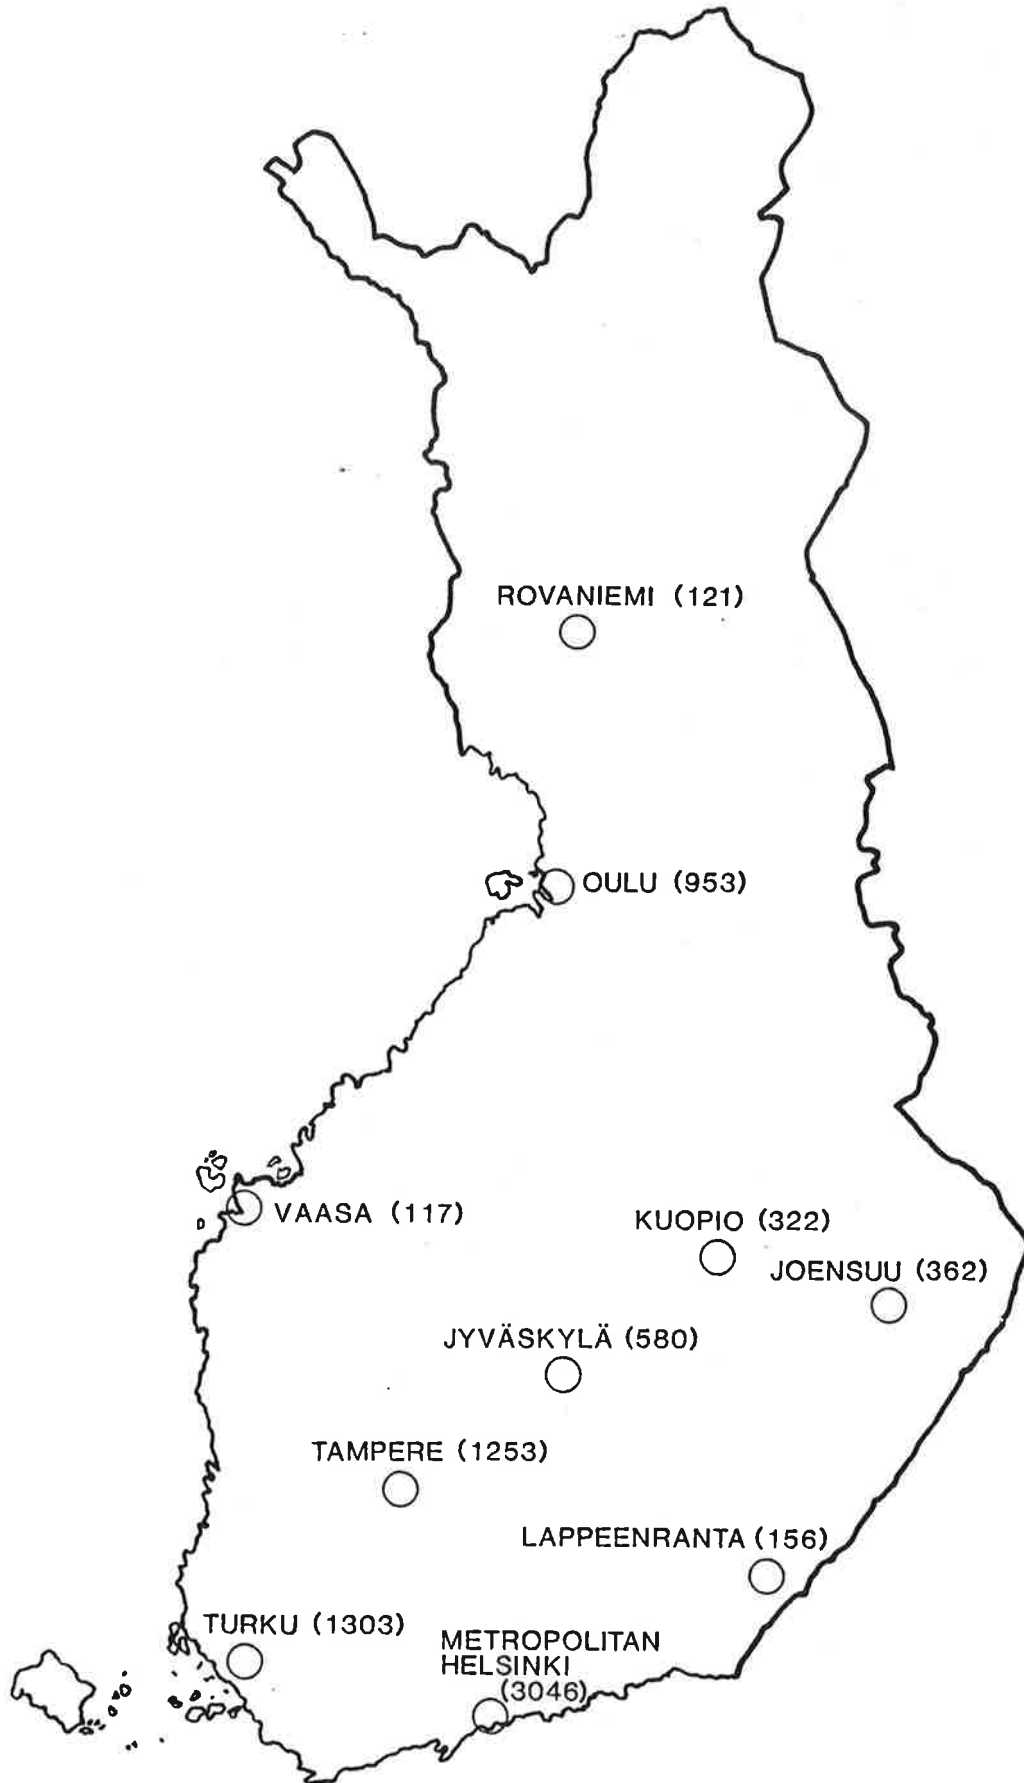 ROVANIEMI (121)
OULU (953)
VAASA (117)
KUOPIO (322)
JOENSUU (362)
JYVÄSKYLÄ (580)
TAMPERE (1253)
LAPPEENRANTA (156)
TURKU (1303)
METROPOLITAN
HELSINKI
(3046)